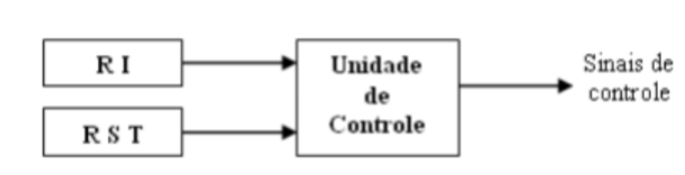 R I
R S T
Unidade
de
Controle
Sinais de
controle